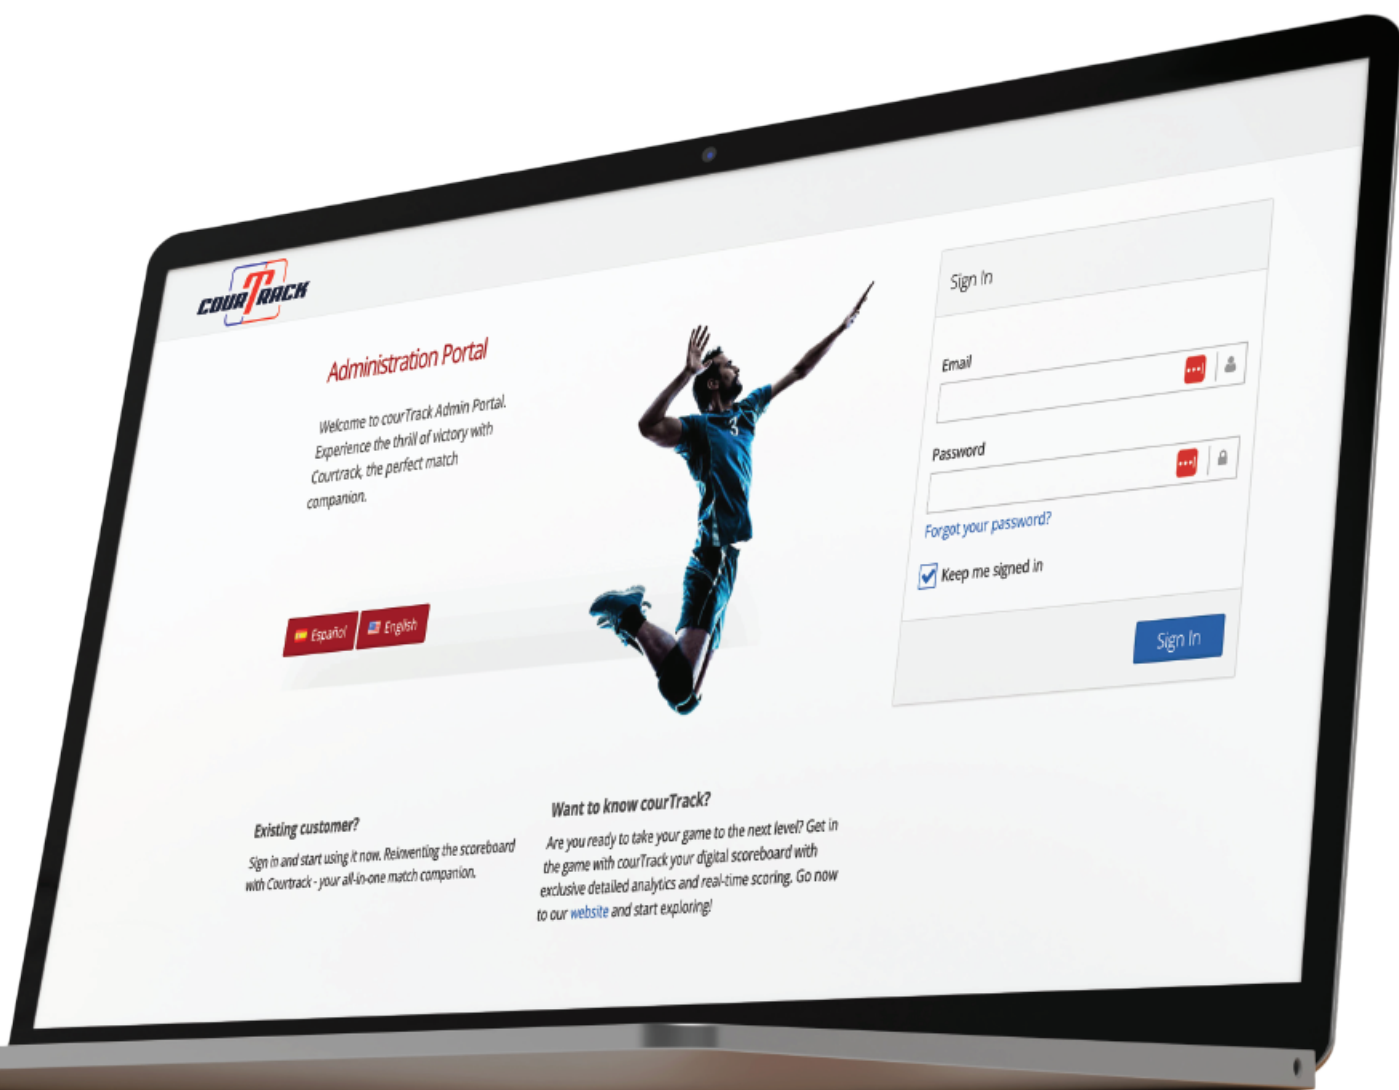 COURTRACK
Administration Portal
Welcome to courTrack Admin Portal.
Experience the thrill of victory with
Courtrack, the perfect match
companion.
Español
English
3
Sign In
Email
Password
Forgot your password?
Keep me signed in
Sign In
Existing customer?
Sign in and start using it now. Reinventing the scoreboard
with Courtrack - your all-in-one match companion.
Want to know courTrack?
Are you ready to take your game to the next level? Get in
the game with courTrack your digital scoreboard with
exclusive detailed analytics and real-time scoring. Go now
to our website and start exploring!